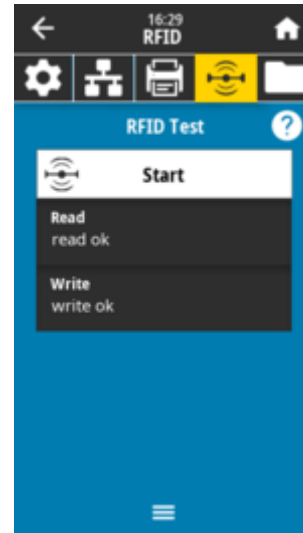 16:29
RFID
RFID Test
?
Start
Read
read ok
Write
write ok